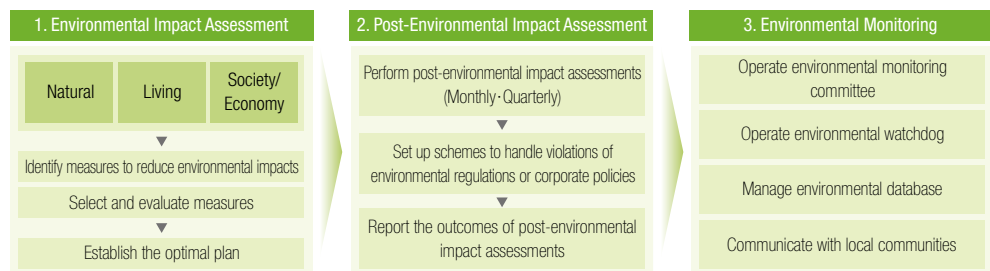 1. Environmental Impact Assessment
Natural
Living
Society/
Economy
Identify measures to reduce environmental impacts
Select and evaluate measures
Establish the optimal plan
2. Post-Environmental Impact Assessment
Perform post-environmental impact assessments
(Monthly·Quarterly)
Set up schemes to handle violations of
environmental regulations or corporate policies
Report the outcomes of post-environmental
impact assessments
3. Environmental Monitoring
Operate environmental monitoring
committee
Operate environmental watchdog
Manage environmental database
Communicate with local communities